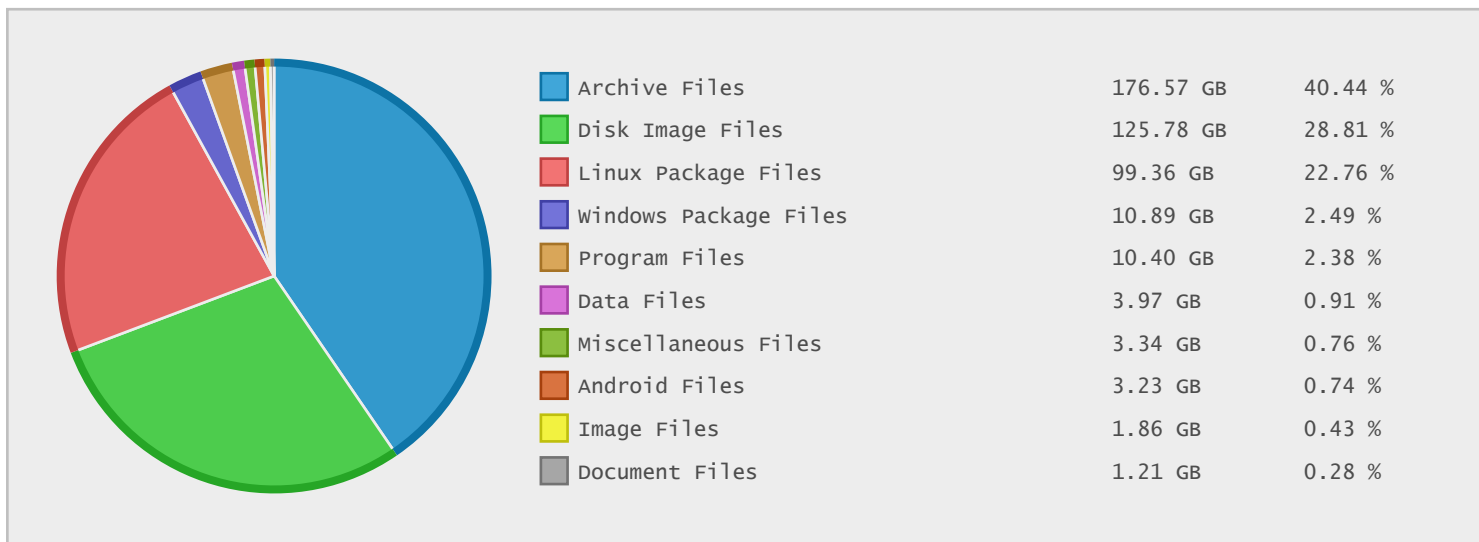 Archive Files 176.57 GB 40.44 %
Disk Image Files 125.78 GB 28.81 %
Linux Package Files 99.36 GB 22.76 %
Windows Package Files 10.89 GB 2.49 %
Program Files 10.40 GB 2.38 %
Data Files 3.97 GB 0.91 %
Miscellaneous Files 3.34 GB 0.76 %
Android Files 3.23 GB 0.74 %
Image Files 1.86 GB 0.43 %
Document Files 1.21 GB 0.28 %